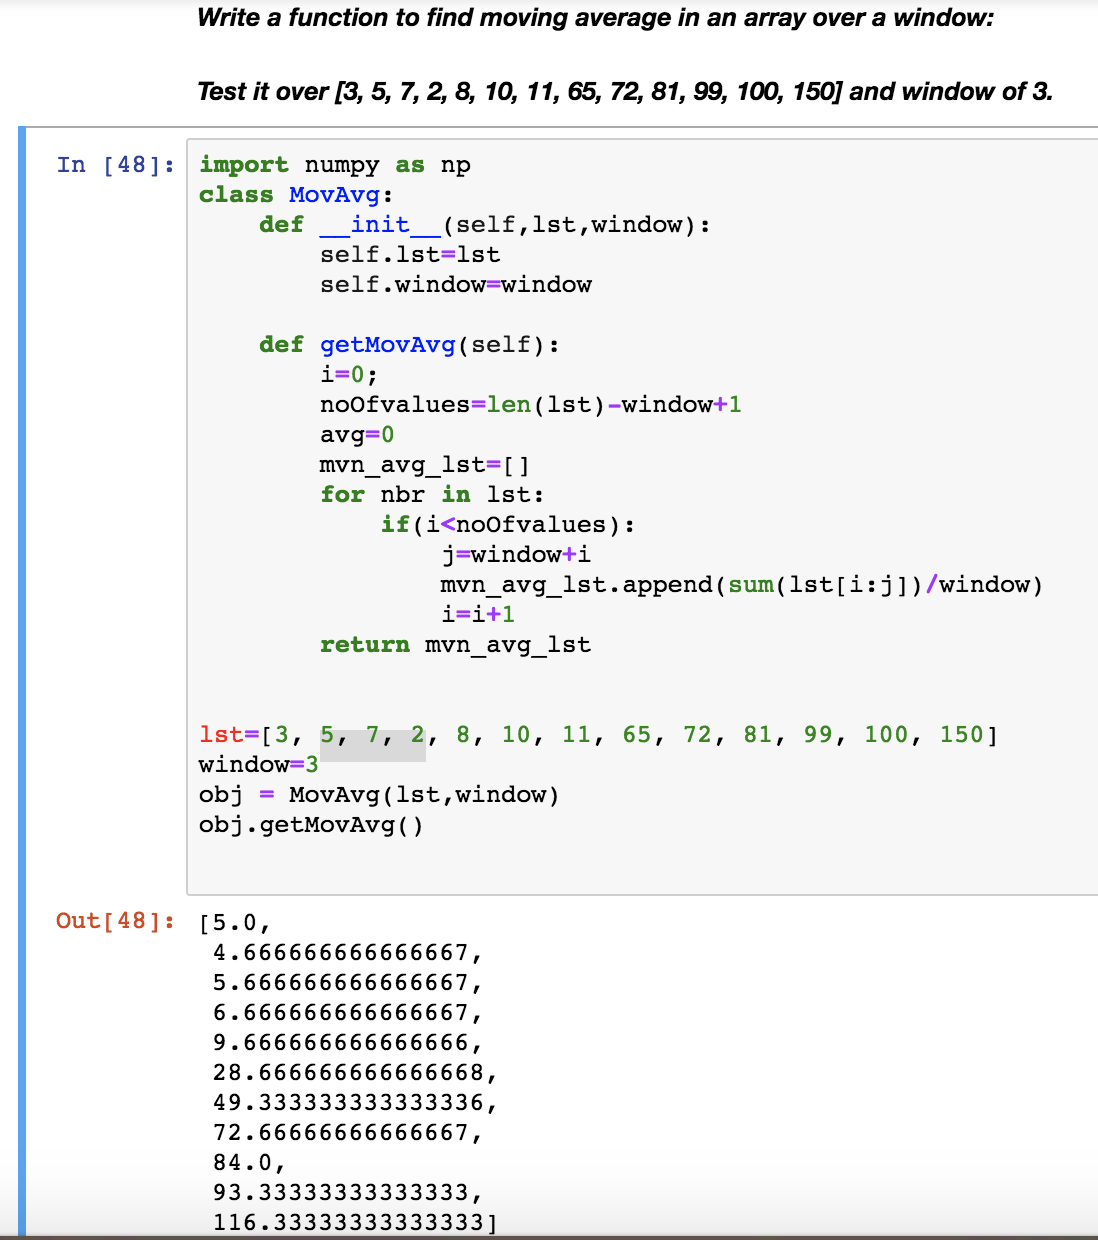 Write a function to find moving average in an array over a window:
Test it over [3, 5, 7, 2, 8, 10, 11, 65, 72, 81, 99, 100, 150] and window of 3.
In [48]:
import numpy as np
class MovAvg:
    def __init__(self,lst,window):
        self.lst=lst
        self.window=window
    def getMovAvg(self):
        i=0;
        noOfvalues=len(lst)-window+1
        avg=0
        mvn_avg_lst=[]
        for nbr in lst:
            if(i<noOfvalues):
                j=window+i
                mvn_avg_lst.append(sum(lst[i:j])/window)
                i=i+1
        return mvn_avg_lst
lst=[3, 5, 7, 2, 8, 10, 11, 65, 72, 81, 99, 100, 150]
window=3
obj = MovAvg(lst,window)
obj.getMovAvg()
Out[48]:
[5.0,
 4.666666666666667,
 5.666666666666667,
 6.666666666666667,
 9.666666666666666,
 28.666666666666668,
 49.333333333333336,
 72.66666666666667,
 84.0,
 93.33333333333333,
 116.33333333333333]